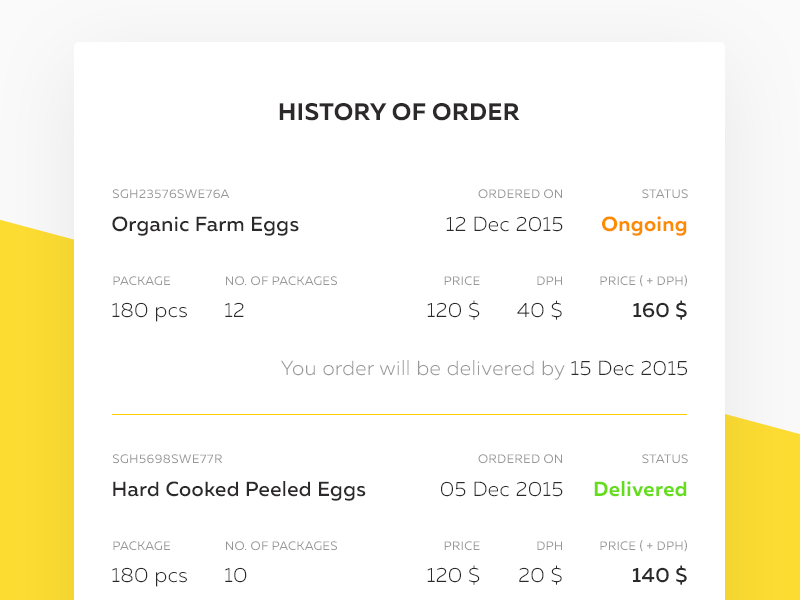 HISTORY OF ORDER
SGH23576SWE76A ORDERED ON STATUS
Organic Farm Eggs 12 Dec 2015 Ongoing
PACKAGE NO. OF PACKAGES PRICE DPH PRICE ( + DPH)
180 pcs 12 120 $ 40 $ 160 $
You order will be delivered by 15 Dec 2015
SGH5698SWE77R ORDERED ON STATUS
Hard Cooked Peeled Eggs 05 Dec 2015 Delivered
PACKAGE NO. OF PACKAGES PRICE DPH PRICE ( + DPH)
180 pcs 10 120 $ 20 $ 140 $